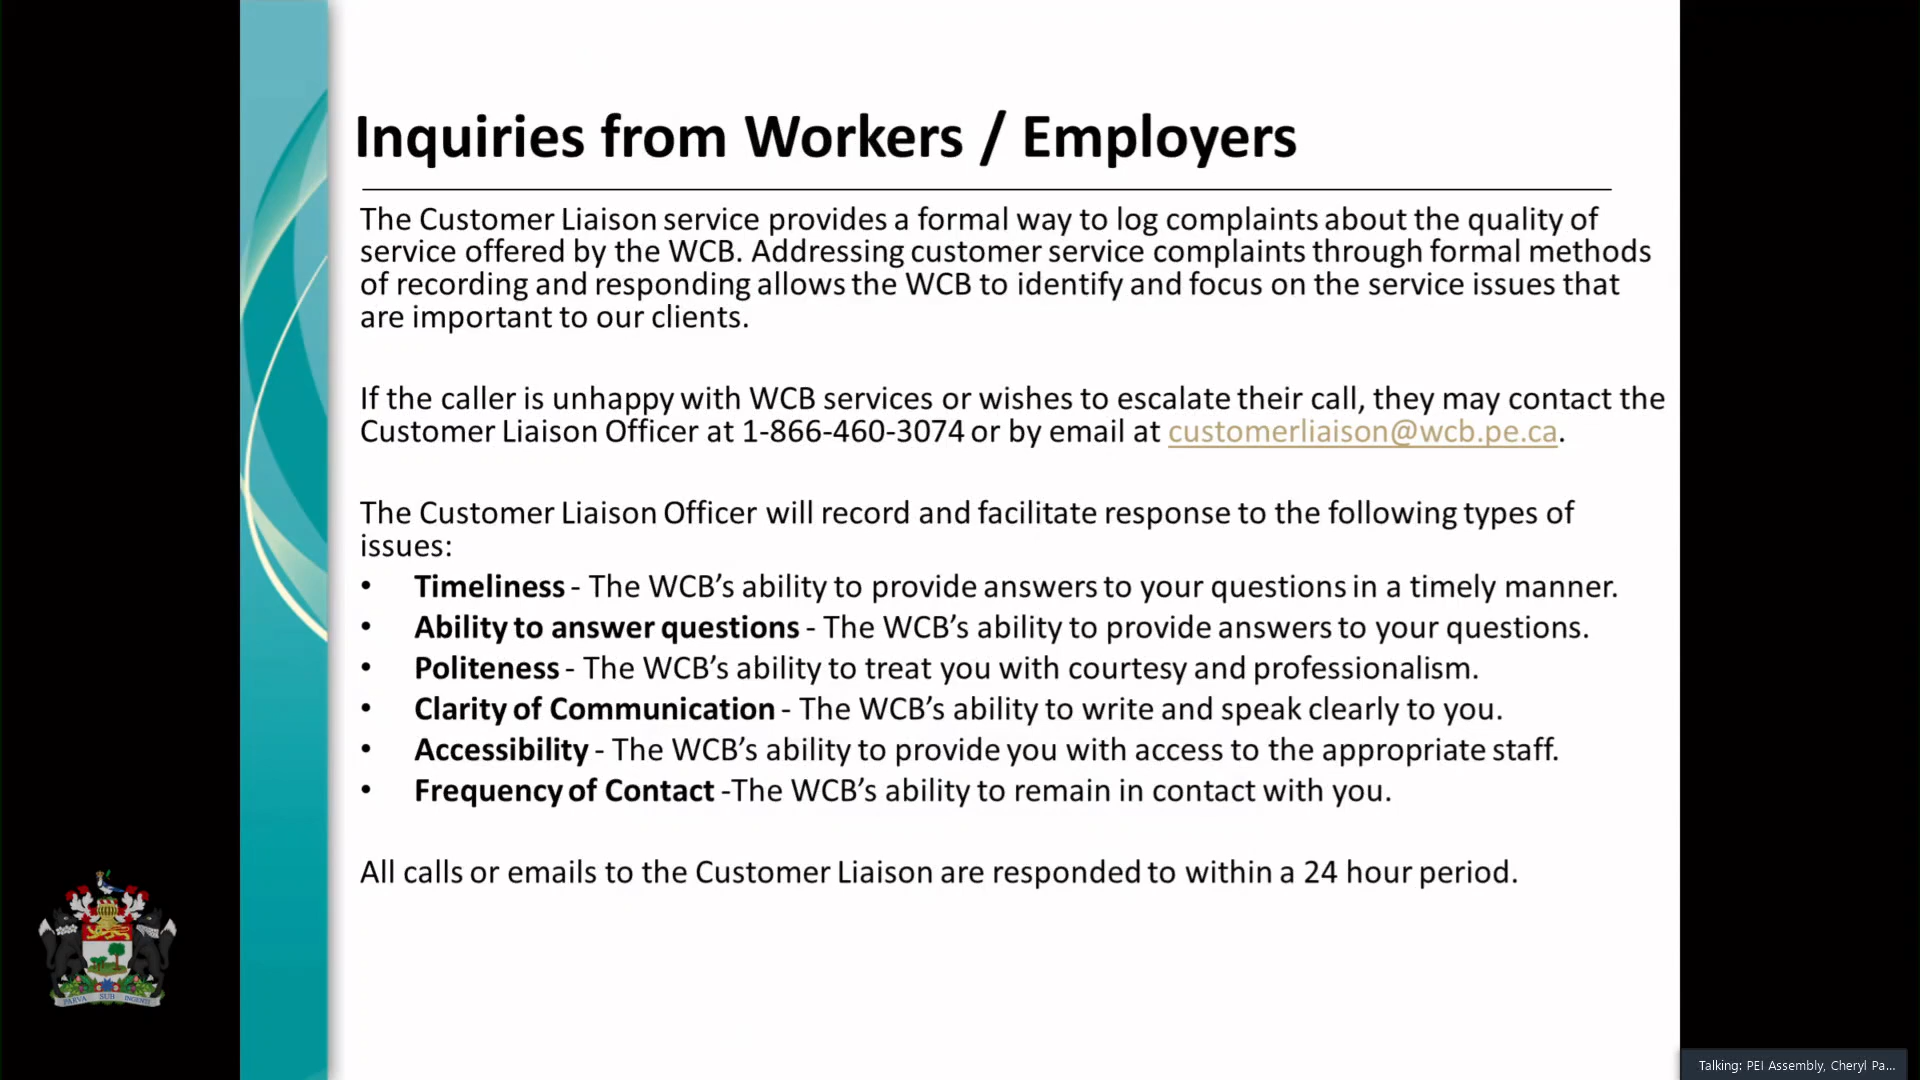 Inquiries from Workers / Employers
The Customer Liaison service provides a formal way to log complaints about the quality of
service offered by the WCB. Addressing customer service complaints through formal methods
of recording and responding allows the WCB to identify and focus on the service issues that
are important to our clients.
If the caller is unhappy with WCB services or wishes to escalate their call, they may contact the
Customer Liaison Officer at 1-866-460-3074 or by email at customerliaison@wcb.pe.ca.
The Customer Liaison Officer will record and facilitate response to the following types of
issues:
• Timeliness - The WCB’s ability to provide answers to your questions in a timely manner.
• Ability to answer questions - The WCB’s ability to provide answers to your questions.
• Politeness - The WCB’s ability to treat you with courtesy and professionalism.
• Clarity of Communication - The WCB’s ability to write and speak clearly to you.
• Accessibility - The WCB’s ability to provide you with access to the appropriate staff.
• Frequency of Contact -The WCB’s ability to remain in contact with you.
All calls or emails to the Customer Liaison are responded to within a 24 hour period.
PARVA SUB INGENTI
Talking: PEI Assembly, Cheryl Pa...